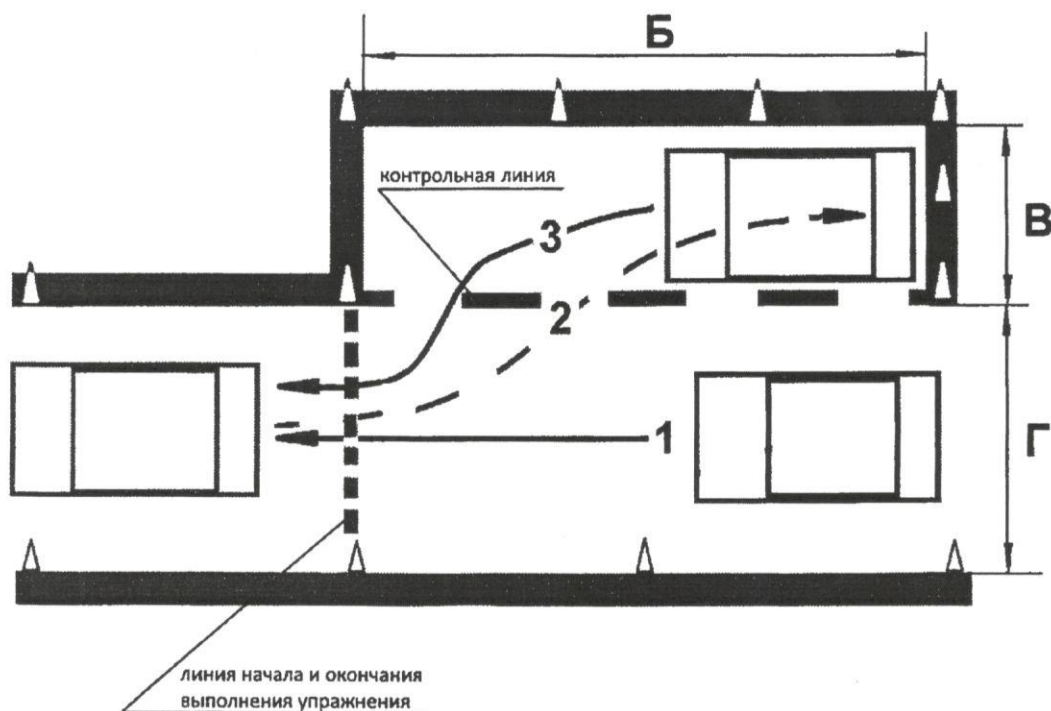 Б
контрольная линия
В
3
2
1
Г
линия начала и окончания
выполнения упражнения